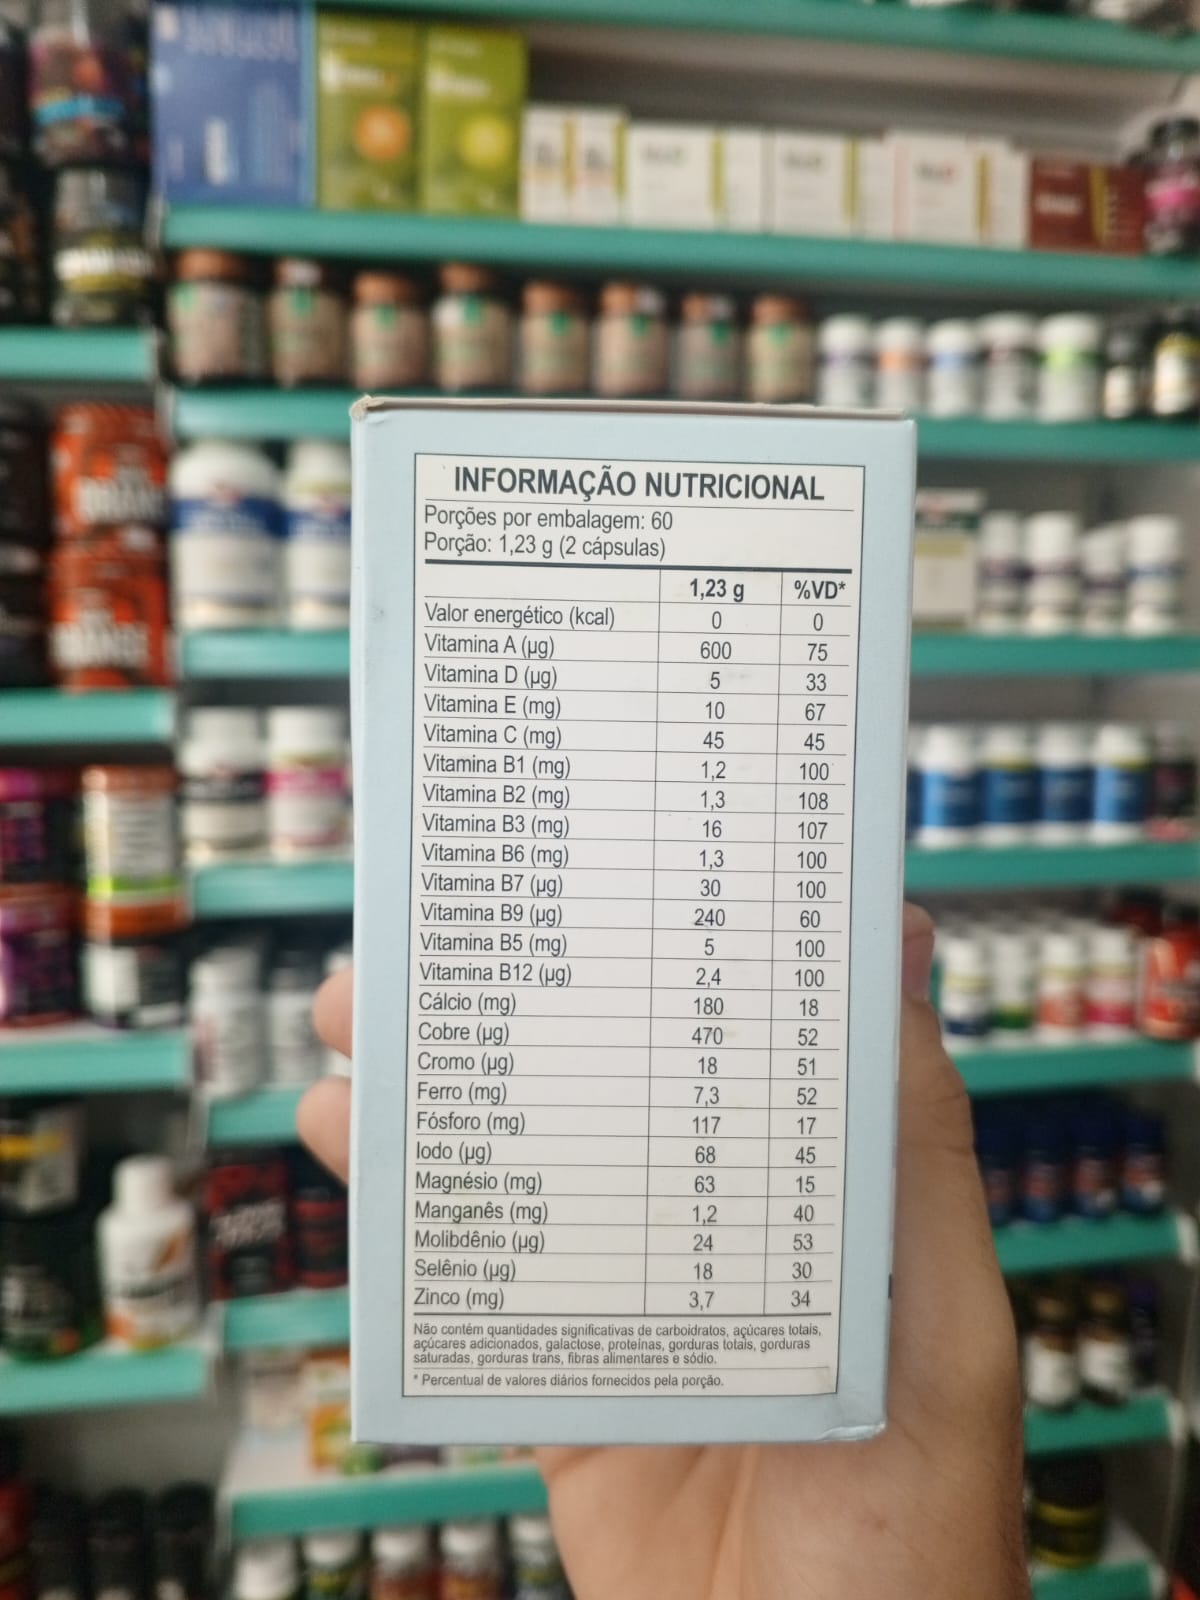 INFORMAÇÃO NUTRICIONAL
Porções por embalagem: 60
Porção: 1,23 g (2 cápsulas)
1,23 g %VD*
Valor energético (kcal) 0 0
Vitamina A (µg) 600 75
Vitamina D (µg) 5 33
Vitamina E (mg) 10 67
Vitamina C (mg) 45 45
Vitamina B1 (mg) 1,2 100
Vitamina B2 (mg) 1,3 108
Vitamina B3 (mg) 16 107
Vitamina B6 (mg) 1,3 100
Vitamina B7 (µg) 30 100
Vitamina B9 (µg) 240 60
Vitamina B5 (mg) 5 100
Vitamina B12 (µg) 2,4 100
Cálcio (mg) 180 18
Cobre (µg) 470 52
Cromo (µg) 18 51
Ferro (mg) 7,3 52
Fósforo (mg) 117 17
Iodo (µg) 68 45
Magnésio (mg) 63 15
Manganês (mg) 1,2 40
Molibdênio (µg) 24 53
Selênio (µg) 18 30
Zinco (mg) 3,7 34
Não contém quantidades significativas de carboidratos, açúcares totais,
açúcares adicionados, galactose, proteínas, gorduras totais, gorduras
saturadas, gorduras trans, fibras alimentares e sódio.
* Percentual de valores diários fornecidos pela porção.